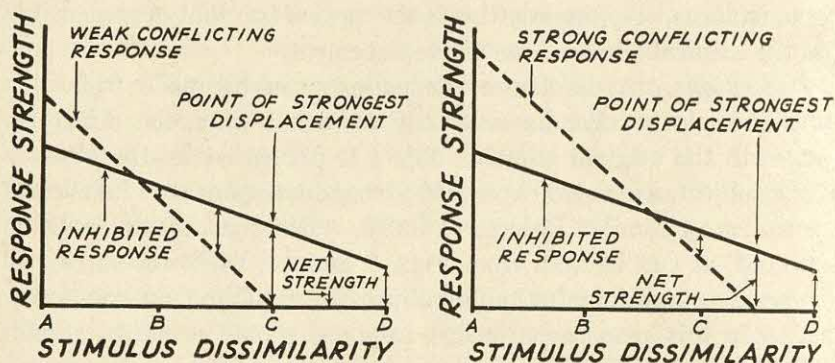 RESPONSE STRENGTH
WEAK CONFLICTING
RESPONSE
POINT OF STRONGEST
DISPLACEMENT
INHIBITED
RESPONSE
NET
STRENGTH
A B C D
STIMULUS DISSIMILARITY
RESPONSE STRENGTH
STRONG CONFLICTING
RESPONSE
POINT OF STRONGEST
DISPLACEMENT
INHIBITED
RESPONSE
NET
STRENGTH
A B C D
STIMULUS DISSIMILARITY